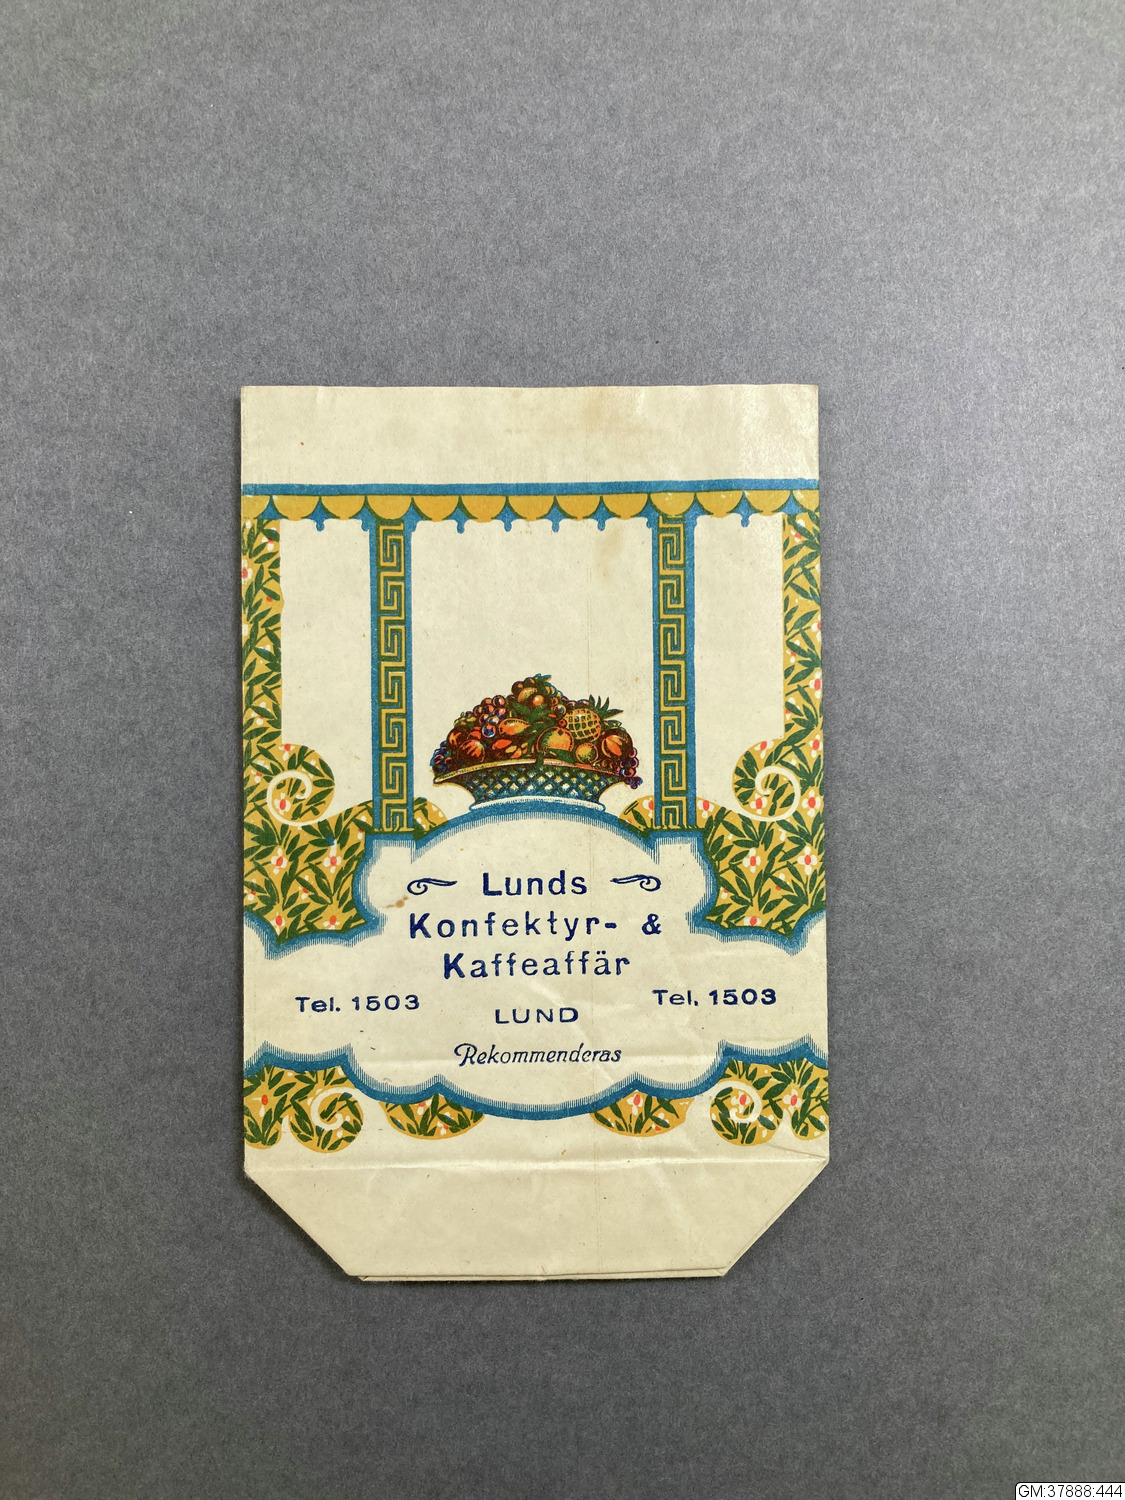 Lunds
Konfektyr- &
Kaffeaffär
Tel. 1503
Tel. 1503
LUND
Rekommenderas
GM:37888:444